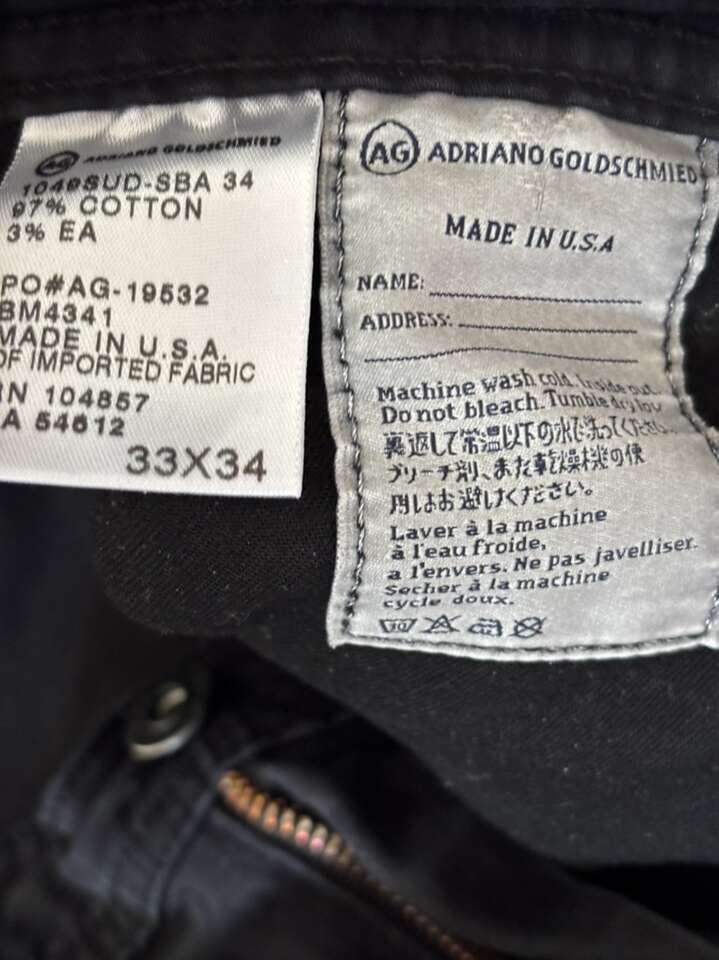 AG ADRIANO GOLDSCHMIED
1049SUD-SBA 34
97% COTTON
3% EA
PO#AG-19532
BM4341
MADE IN U.S.A.
OF IMPORTED FABRIC
RN 104857
CA 54612
33X34
AG ADRIANO GOLDSCHMIED
MADE IN U.S.A
NAME:
ADDRESS:
Machine wash cold. Inside out.
Do not bleach. Tumble dry low
裏返して常温以下の水で洗ってください。
ブリーチ剤、また乾燥機の使
用はお避けください。
Laver à la machine
à l'eau froide,
a l'envers. Ne pas javelliser.
Secher à la machine
cycle doux.